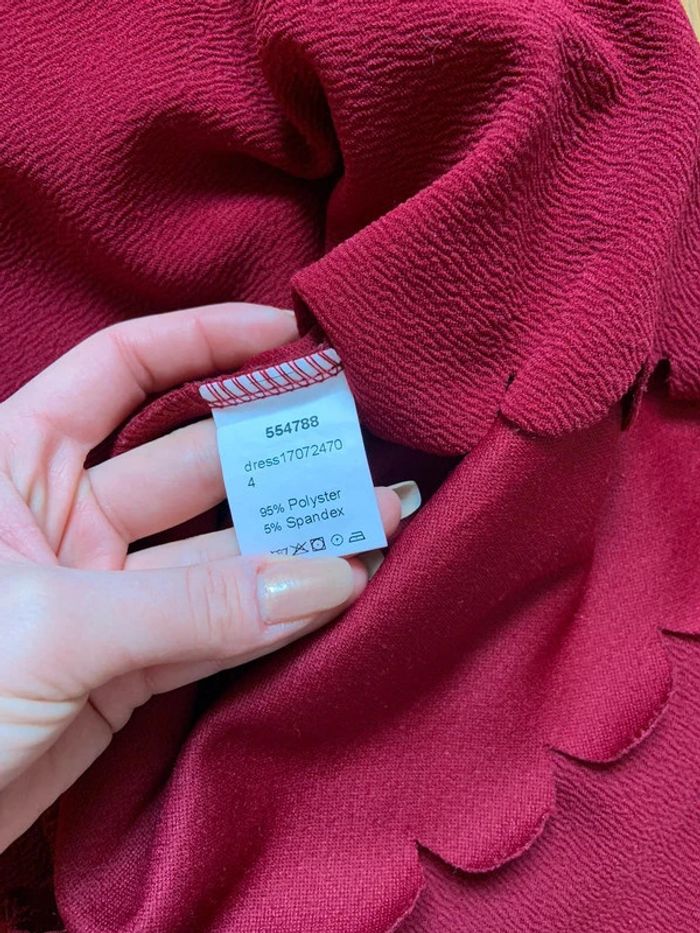 554788
dress17072470
4
95% Polyster
5% Spandex